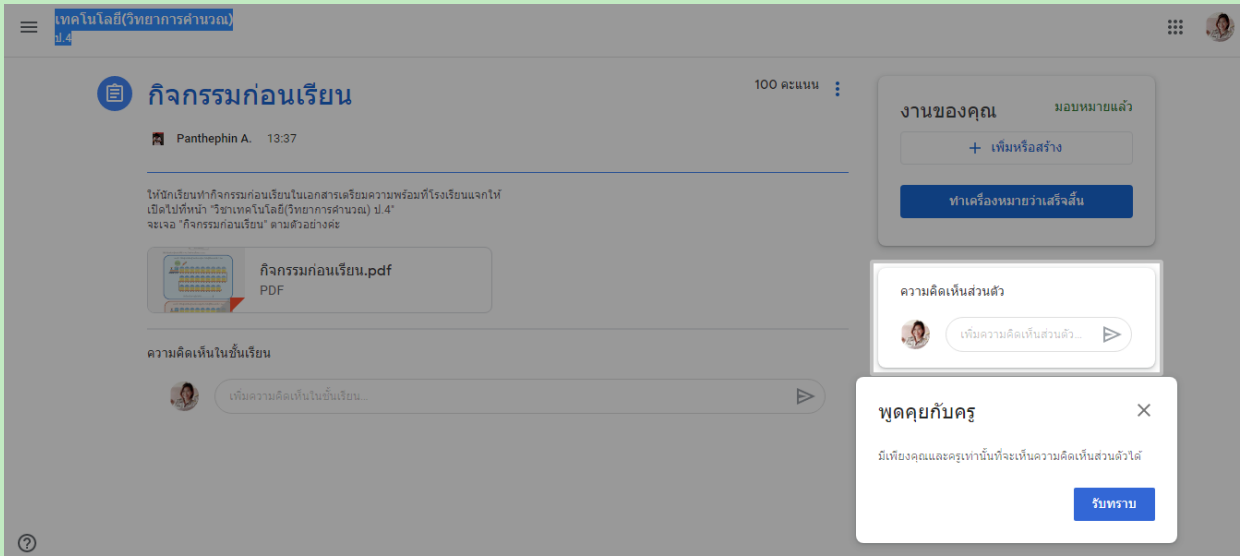 เทคโนโลยี(วิทยาการคำนวณ)
ป.4
กิจกรรมก่อนเรียน
100 คะแนน
Panthephin A. 13:37
ให้นักเรียนทำกิจกรรมก่อนเรียนในเอกสารเตรียมความพร้อมที่โรงเรียนแจกให้
เปิดไปที่หน้า "วิชาเทคโนโลยี(วิทยาการคำนวณ) ป.4"
จะเจอ "กิจกรรมก่อนเรียน" ตามตัวอย่างค่ะ
กิจกรรมก่อนเรียน.pdf
PDF
ความคิดเห็นในชั้นเรียน
เพิ่มความคิดเห็นในชั้นเรียน...
งานของคุณ
มอบหมายแล้ว
+ เพิ่มหรือสร้าง
ทำเครื่องหมายว่าเสร็จสิ้น
ความคิดเห็นส่วนตัว
เพิ่มความคิดเห็นส่วนตัว...
พูดคุยกับครู
มีเพียงคุณและครูเท่านั้นที่จะเห็นความคิดเห็นส่วนตัวได้
รับทราบ